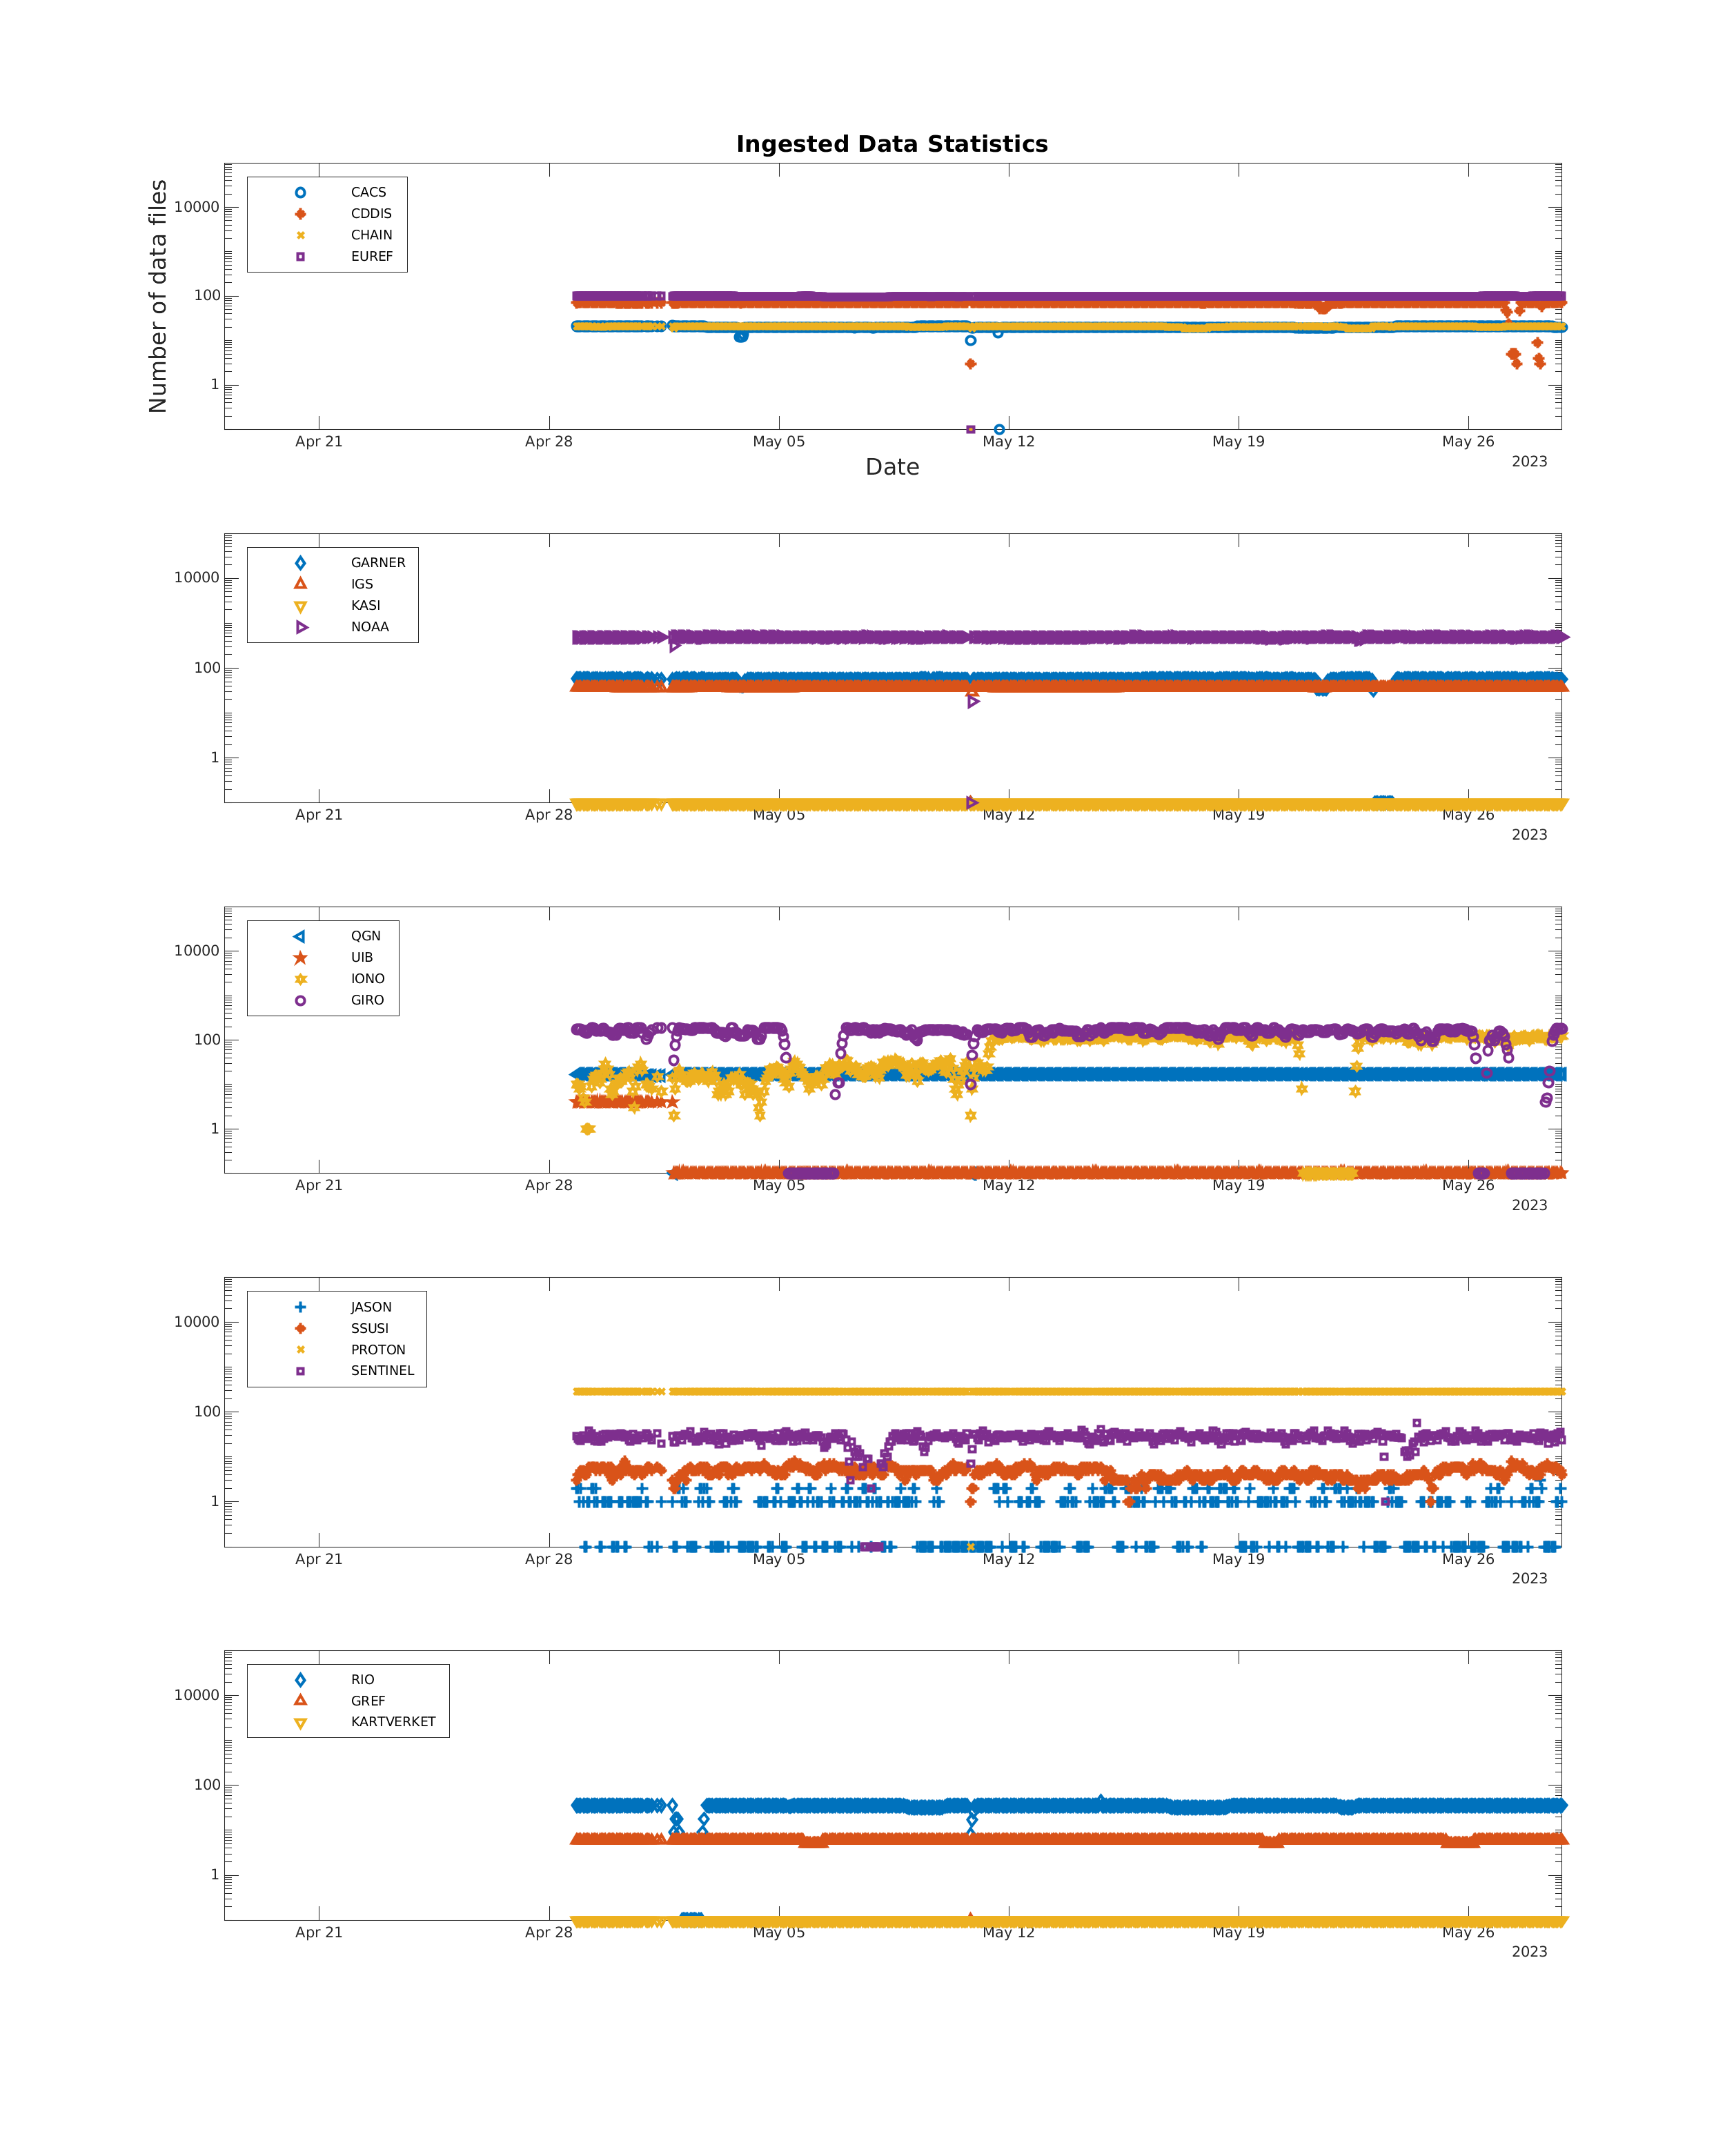 Ingested Data Statistics
Number of data files
CACS
CDDIS
CHAIN
EUREF
10000
100
1
Apr 21 Apr 28 May 05 May 12 May 19 May 26
2023
Date
GARNER
IGS
KASI
NOAA
10000
100
1
Apr 21 Apr 28 May 05 May 12 May 19 May 26
2023
QGN
UIB
IONO
GIRO
10000
100
1
Apr 21 Apr 28 May 05 May 12 May 19 May 26
2023
JASON
SSUSI
PROTON
SENTINEL
10000
100
1
Apr 21 Apr 28 May 05 May 12 May 19 May 26
2023
RIO
GREF
KARTVERKET
10000
100
1
Apr 21 Apr 28 May 05 May 12 May 19 May 26
2023